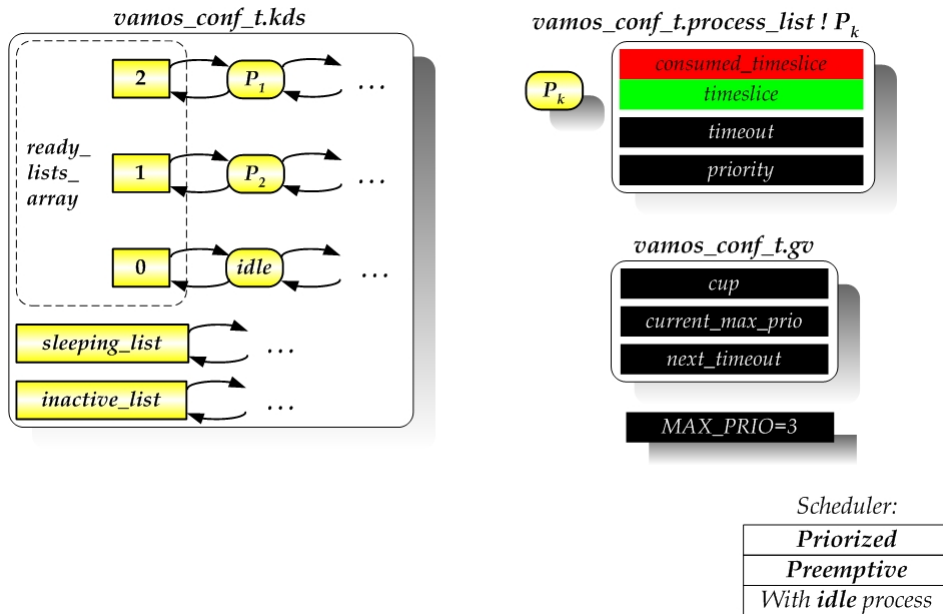 vamos_conf_t.kds
2
P1
...
ready_
lists_
array
1
P2
...
0
idle
...
sleeping_list
...
inactive_list
...
vamos_conf_t.process_list ! Pk
Pk
consumed_timeslice
timeslice
timeout
priority
vamos_conf_t.gv
cup
current_max_prio
next_timeout
MAX_PRIO=3
Scheduler:
Priorized
Preemptive
With idle process